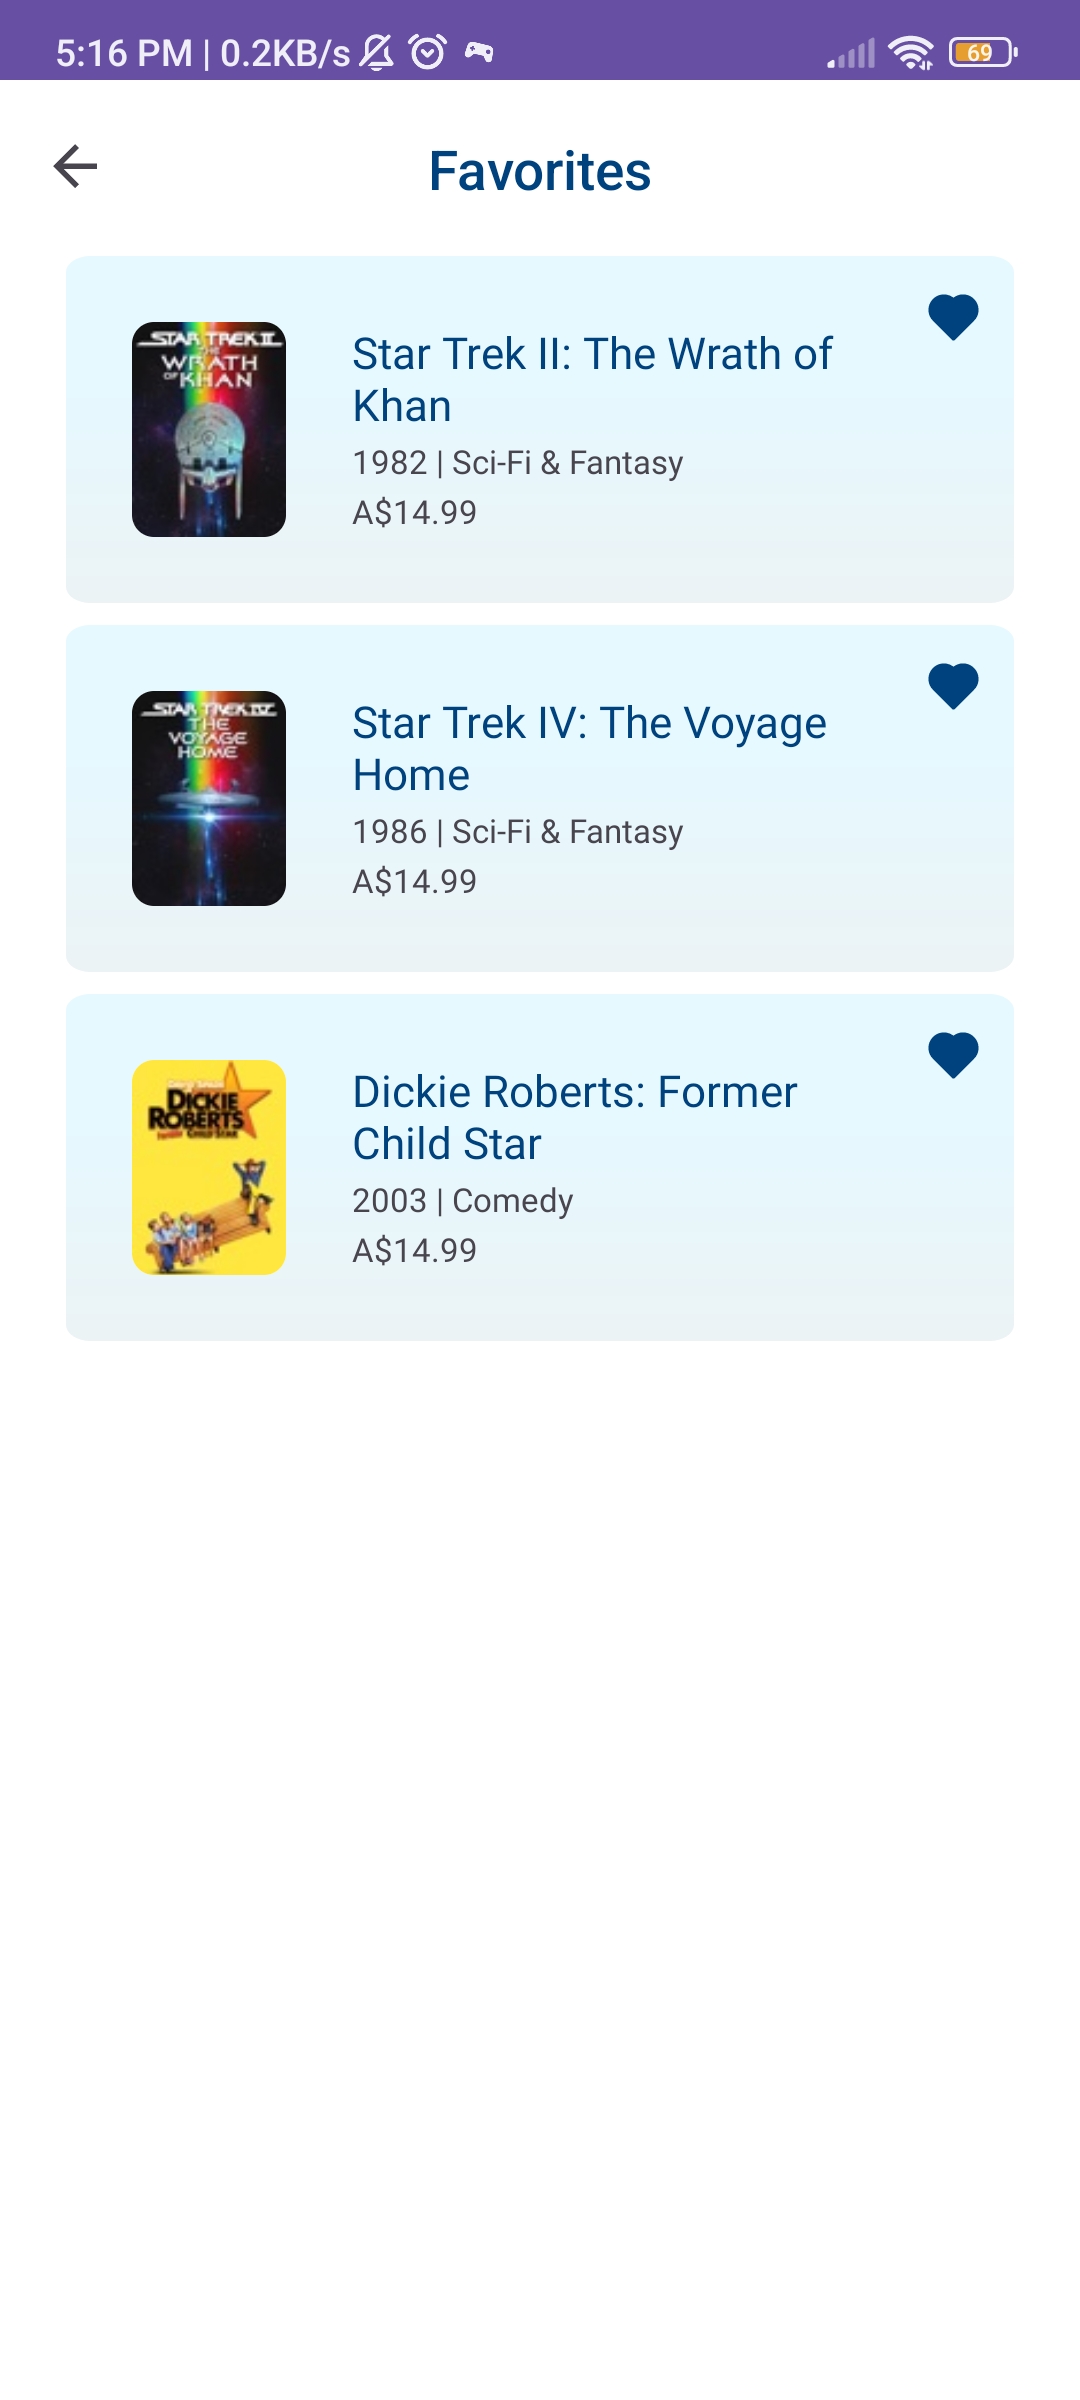 5:16 PM | 0.2KB/s
69
Favorites
STAR TREK II
THE
WRATH
OF KHAN
Star Trek II: The Wrath of
Khan
1982 | Sci-Fi & Fantasy
A$14.99
STAR TREK IV
THE
VOYAGE
HOME
Star Trek IV: The Voyage
Home
1986 | Sci-Fi & Fantasy
A$14.99
DICKIE
ROBERTS
CHILD STAR
Dickie Roberts: Former
Child Star
2003 | Comedy
A$14.99